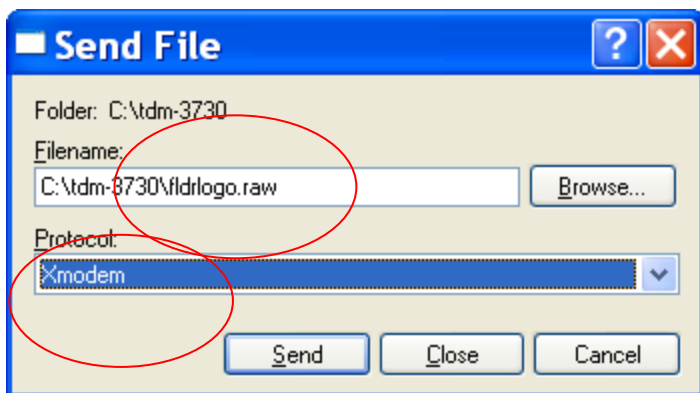 Send File
Folder: C:\tdm-3730
Filename:
C:\tdm-3730\fldrlogo.raw
Browse...
Protocol:
Xmodem
Send Close Cancel